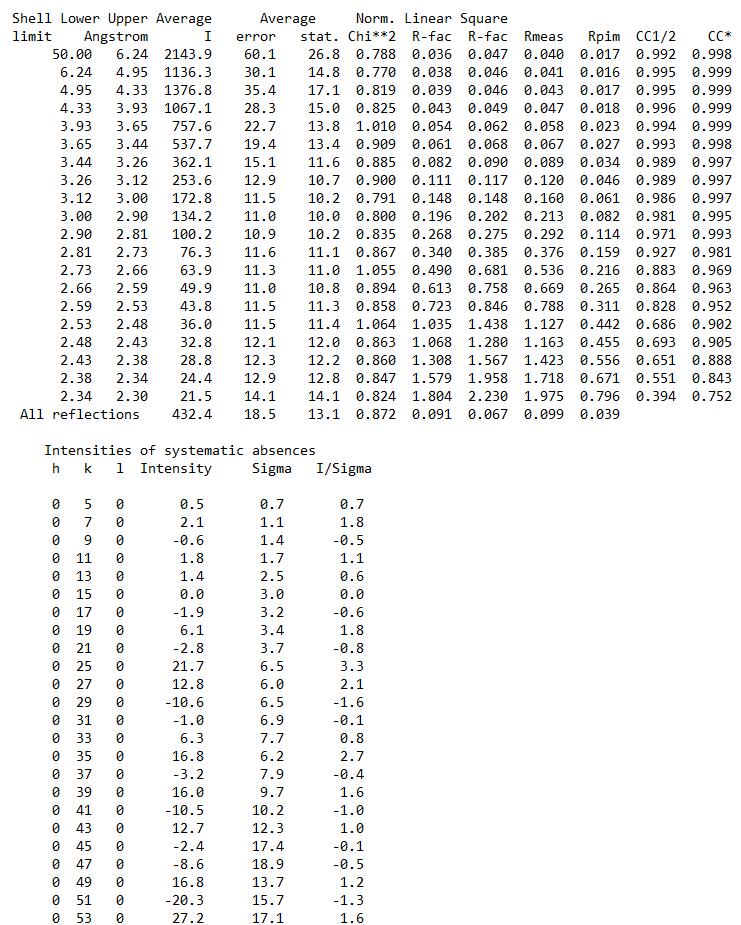 Shell Lower Upper Average Average Norm. Linear Square
limit Angstrom I error stat. Chi**2 R-fac R-fac Rmeas Rpim CC1/2 CC*
50.00 6.24 2143.9 60.1 26.8 0.788 0.036 0.047 0.040 0.017 0.992 0.998
6.24 4.95 1136.3 30.1 14.8 0.770 0.038 0.046 0.041 0.016 0.995 0.999
4.95 4.33 1376.8 35.4 17.1 0.819 0.039 0.046 0.043 0.017 0.995 0.999
4.33 3.93 1067.1 28.3 15.0 0.825 0.043 0.049 0.047 0.018 0.996 0.999
3.93 3.65 757.6 22.7 13.8 1.010 0.054 0.062 0.058 0.023 0.994 0.999
3.65 3.44 537.7 19.4 13.4 0.909 0.061 0.068 0.067 0.027 0.993 0.998
3.44 3.26 362.1 15.1 11.6 0.885 0.082 0.090 0.089 0.034 0.989 0.997
3.26 3.12 253.6 12.9 10.7 0.900 0.111 0.117 0.120 0.046 0.989 0.997
3.12 3.00 172.8 11.5 10.2 0.791 0.148 0.148 0.160 0.061 0.986 0.997
3.00 2.90 134.2 11.0 10.0 0.800 0.196 0.202 0.213 0.082 0.981 0.995
2.90 2.81 100.2 10.9 10.2 0.835 0.268 0.275 0.292 0.114 0.971 0.993
2.81 2.73 76.3 11.6 11.1 0.867 0.340 0.385 0.376 0.159 0.927 0.981
2.73 2.66 63.9 11.3 11.0 1.055 0.490 0.681 0.536 0.216 0.883 0.969
2.66 2.59 49.9 11.0 10.8 0.894 0.613 0.758 0.669 0.265 0.864 0.963
2.59 2.53 43.8 11.5 11.3 0.858 0.723 0.846 0.788 0.311 0.828 0.952
2.53 2.48 36.0 11.5 11.4 1.064 1.035 1.438 1.127 0.442 0.686 0.902
2.48 2.43 32.8 12.1 12.0 0.863 1.068 1.280 1.163 0.455 0.693 0.905
2.43 2.38 28.8 12.3 12.2 0.860 1.308 1.567 1.423 0.556 0.651 0.888
2.38 2.34 24.4 12.9 12.8 0.847 1.579 1.958 1.718 0.671 0.551 0.843
2.34 2.30 21.5 14.1 14.1 0.824 1.804 2.230 1.975 0.796 0.394 0.752
All reflections 432.4 18.5 13.1 0.872 0.091 0.067 0.099 0.039
Intensities of systematic absences
h k l Intensity Sigma I/Sigma
0 5 0 0.5 0.7 0.7
0 7 0 2.1 1.1 1.8
0 9 0 -0.6 1.4 -0.5
0 11 0 1.8 1.7 1.1
0 13 0 1.4 2.5 0.6
0 15 0 0.0 3.0 0.0
0 17 0 -1.9 3.2 -0.6
0 19 0 6.1 3.4 1.8
0 21 0 -2.8 3.7 -0.8
0 25 0 21.7 6.5 3.3
0 27 0 12.8 6.0 2.1
0 29 0 -10.6 6.5 -1.6
0 31 0 -1.0 6.9 -0.1
0 33 0 6.3 7.7 0.8
0 35 0 16.8 6.2 2.7
0 37 0 -3.2 7.9 -0.4
0 39 0 16.0 9.7 1.6
0 41 0 -10.5 10.2 -1.0
0 43 0 12.7 12.3 1.0
0 45 0 -2.4 17.4 -0.1
0 47 0 -8.6 18.9 -0.5
0 49 0 16.8 13.7 1.2
0 51 0 -20.3 15.7 -1.3
0 53 0 27.2 17.1 1.6